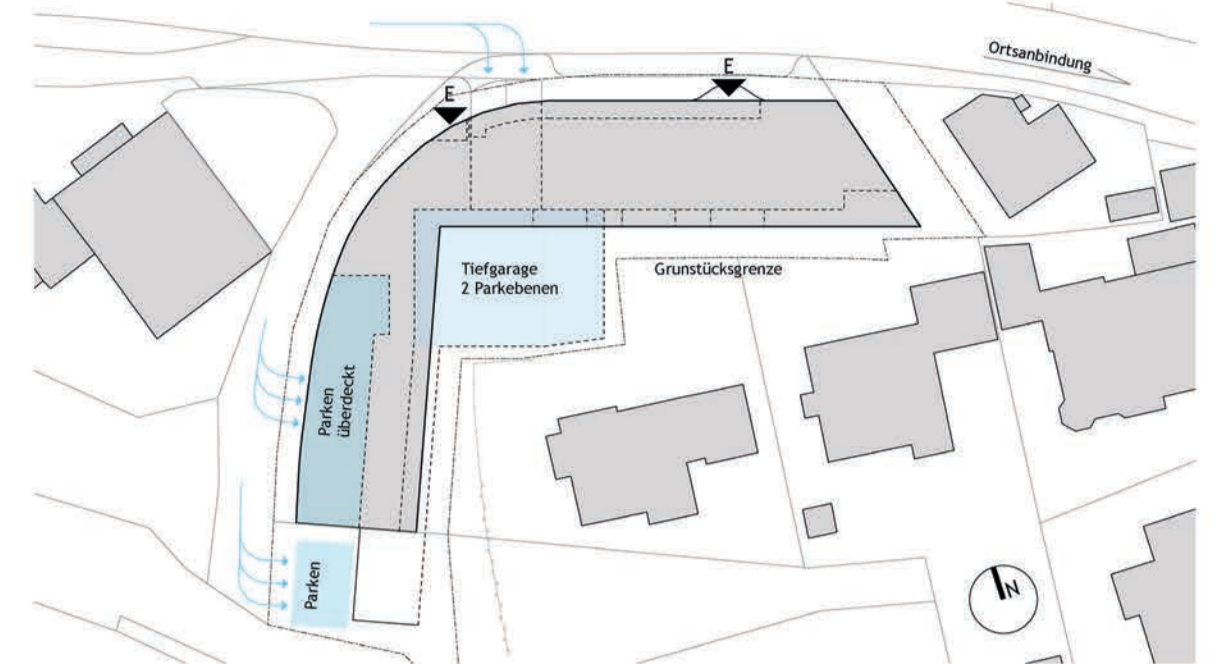 Ortsanbindung
E
E
Tiefgarage
2 Parkebenen
Grunstücksgrenze
Parken
überdeckt
Parken
N